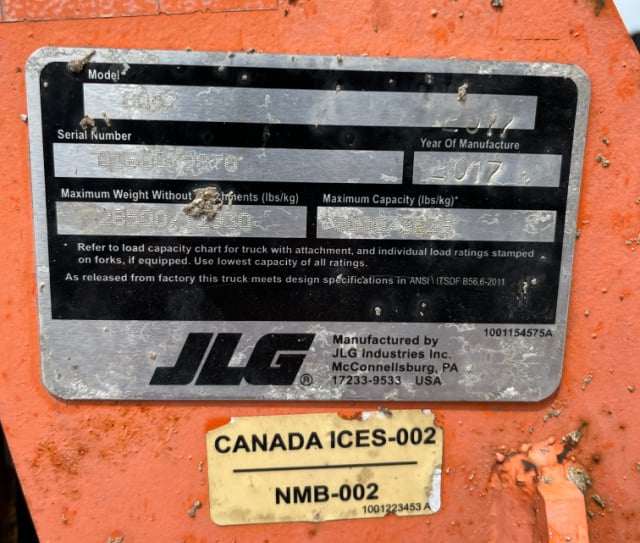 Model*
2017
Serial Number
Year Of Manufacture
2017
Maximum Weight Without (lbs/kg)
Maximum Capacity (lbs/kg)*
* Refer to load capacity chart for truck with attachment, and individual load ratings stamped
on forks, if equipped. Use lowest capacity of all ratings.
As released from factory this truck meets design specifications in ANSI \ ITSDF B56.6-2011
JLG®
1001154575A
Manufactured by
JLG Industries Inc.
McConnellsburg, PA
17233-9533 USA
CANADA ICES-002
NMB-002
1001223453 A